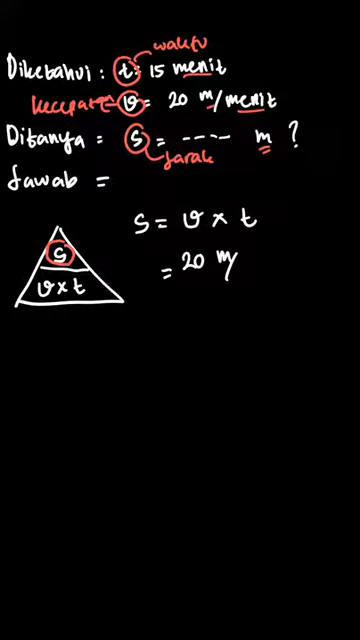 waktu
Diketahui : t = 15 menit
kecepatan v = 20 m/menit
Ditanya = s = ---- m ?
Jarak
Jawab =
s = v x t
s
= 20 m/
v x t